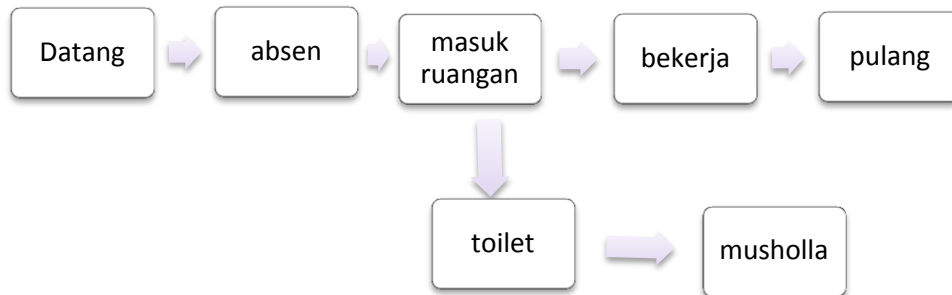 Datang
absen
masuk
ruangan
bekerja
pulang
toilet
musholla